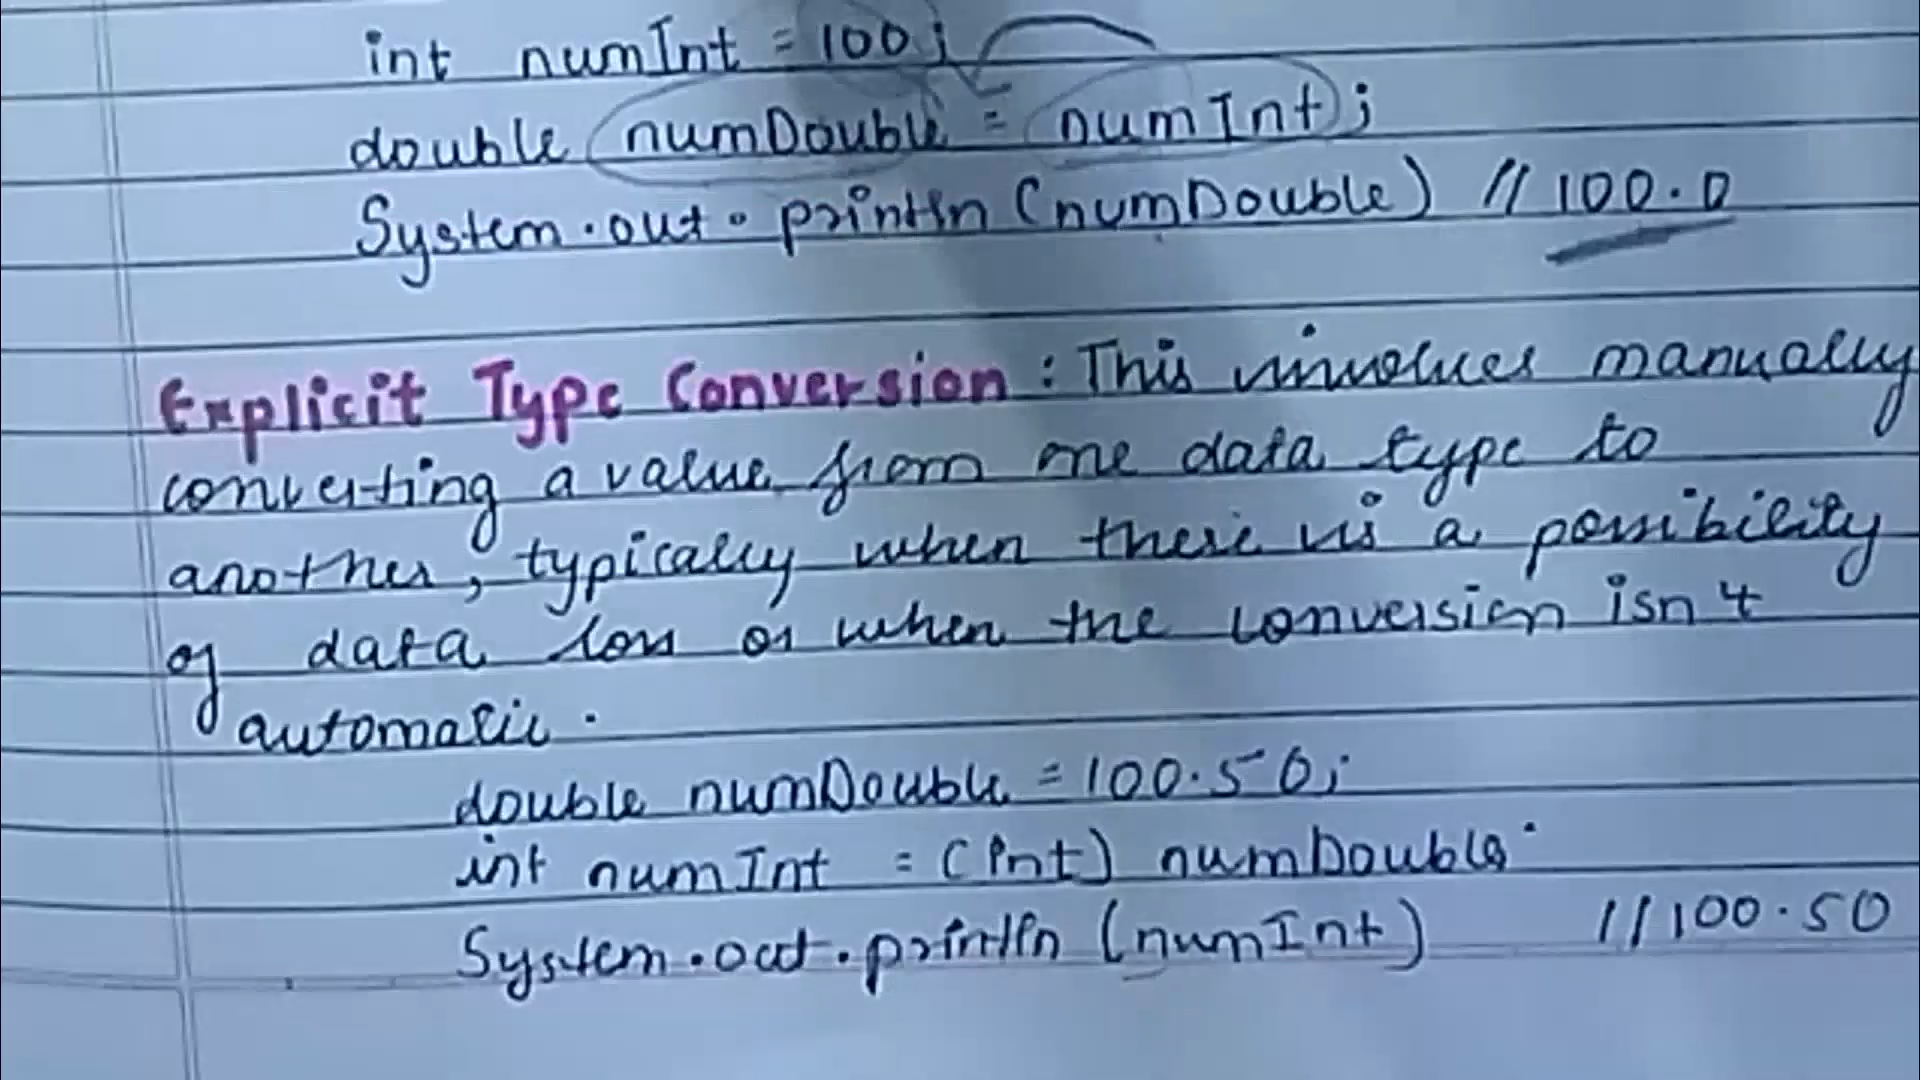 int numInt = 100;
double numDouble = numInt;
System.out.println (numDouble) // 100.0
Explicit Type Conversion : This involves manually
converting a value from one data type to
another, typically when there is a possibility
of data loss or when the conversion isn't
automatic.
double numDouble = 100.50;
int numInt = (int) numDouble
System.out.println (numInt) //100.50